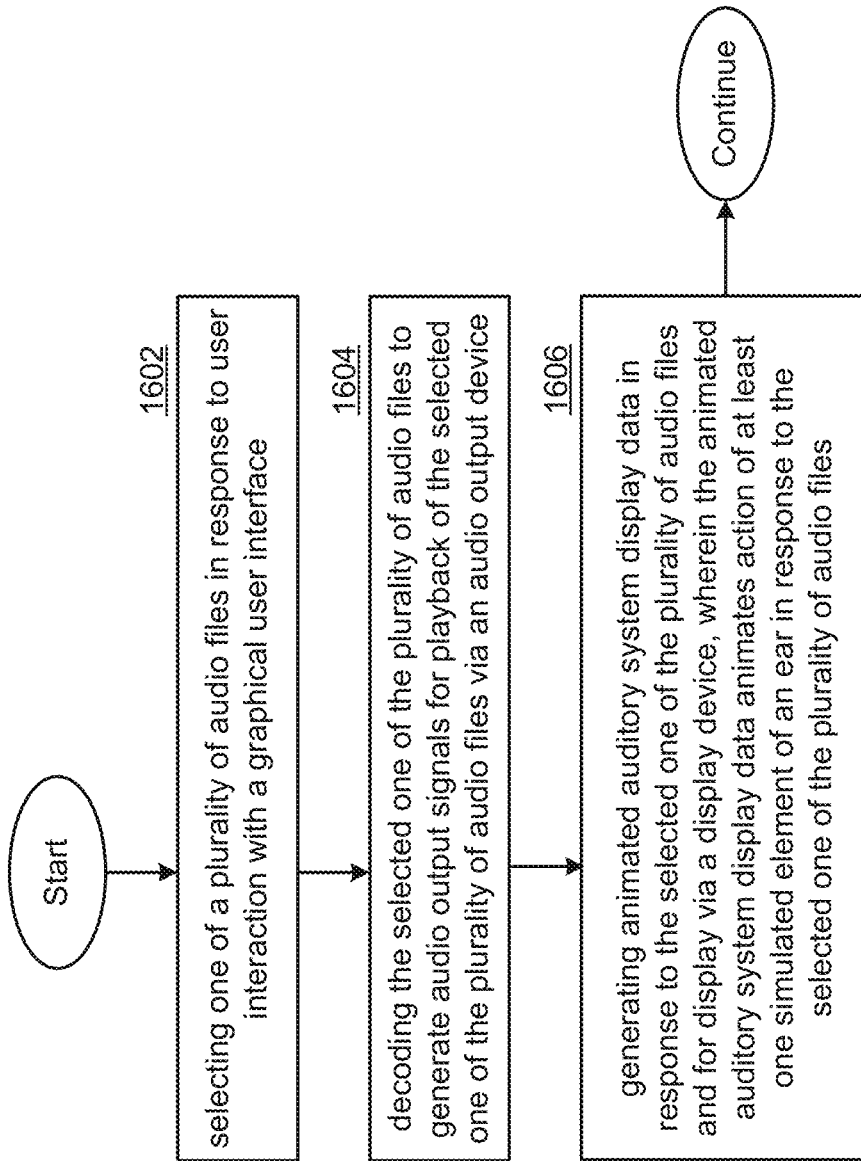 Start
1602
selecting one of a plurality of audio files in response to user
interaction with a graphical user interface
1604
decoding the selected one of the plurality of audio files to
generate audio output signals for playback of the selected
one of the plurality of audio files via an audio output device
1606
generating animated auditory system display data in
response to the selected one of the plurality of audio files
and for display via a display device, wherein the animated
auditory system display data animates action of at least
one simulated element of an ear in response to the
selected one of the plurality of audio files
Continue